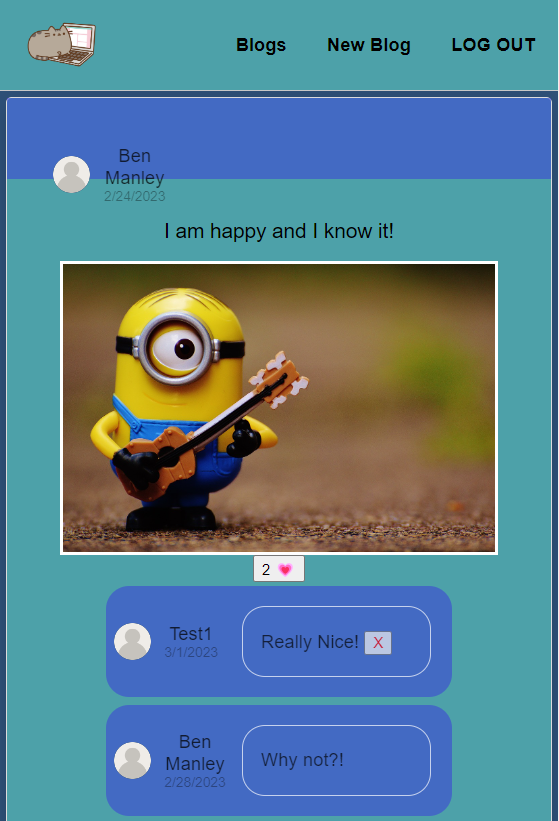 Blogs New Blog LOG OUT
Ben
Manley
2/24/2023
I am happy and I know it!
2
Test1
3/1/2023
Really Nice! X
Ben
Manley
2/28/2023
Why not?!